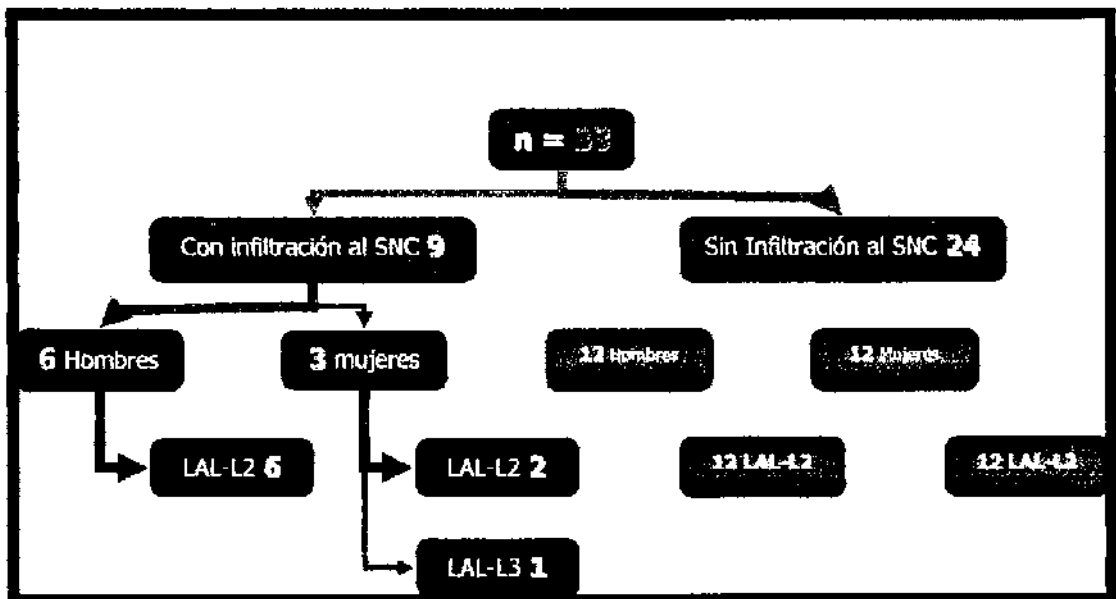 n = 33
Con infiltración al SNC 9
Sin Infiltración al SNC 24
6 Hombres
3 mujeres
12 Hombres
12 Mujeres
LAL-L2 6
LAL-L2 2
12 LAL-L2
12 LAL-L2
LAL-L3 1